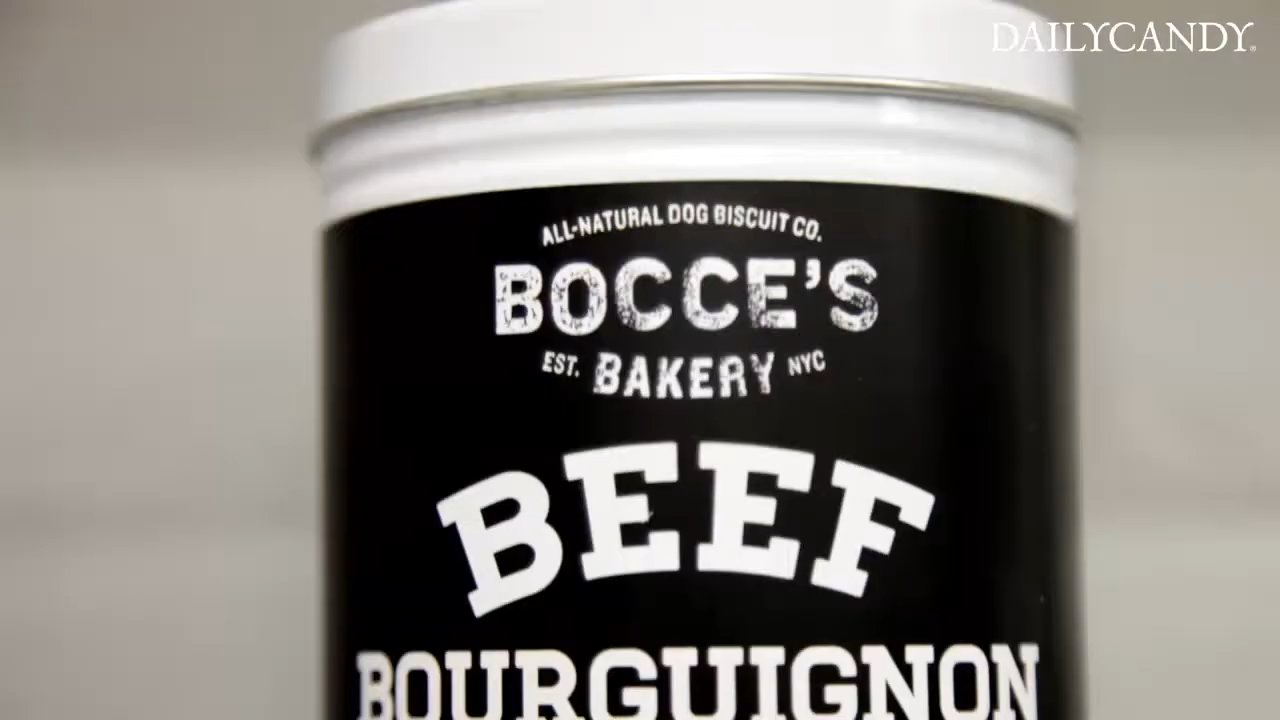 DAILYCANDY
ALL-NATURAL DOG BISCUIT CO.
BOCCE'S
EST. BAKERY NYC
BEEF
BOURGUIGNON